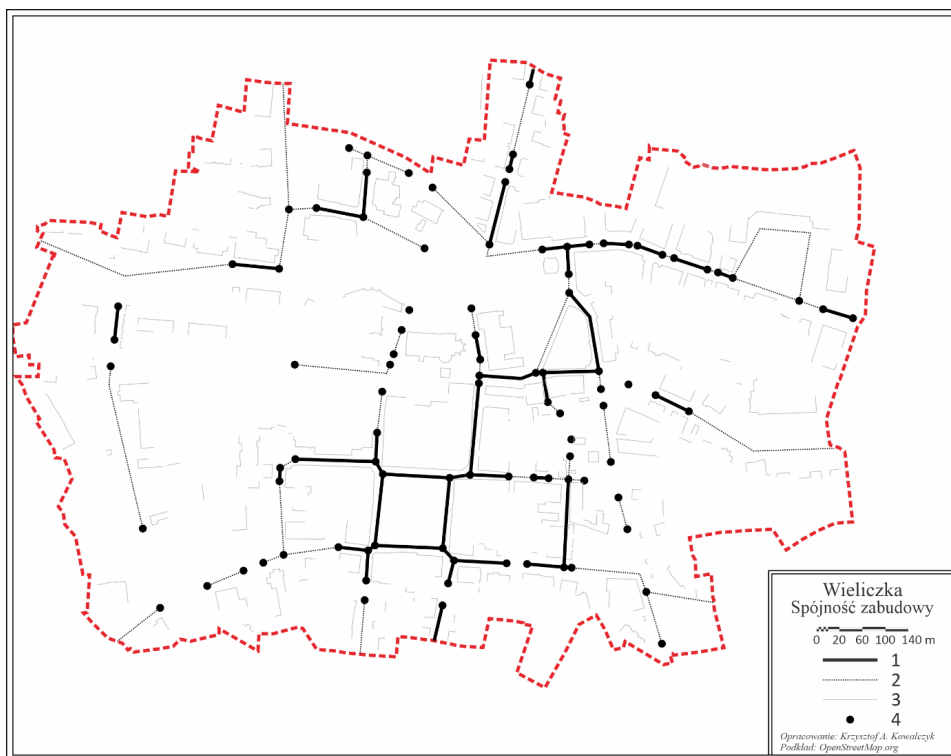 Wieliczka
Spójność zabudowy
0 20 60 100 140 m
1
2
3
4
Opracowanie: Krzysztof A. Kowalczyk
Podkład: OpenStreetMap.org